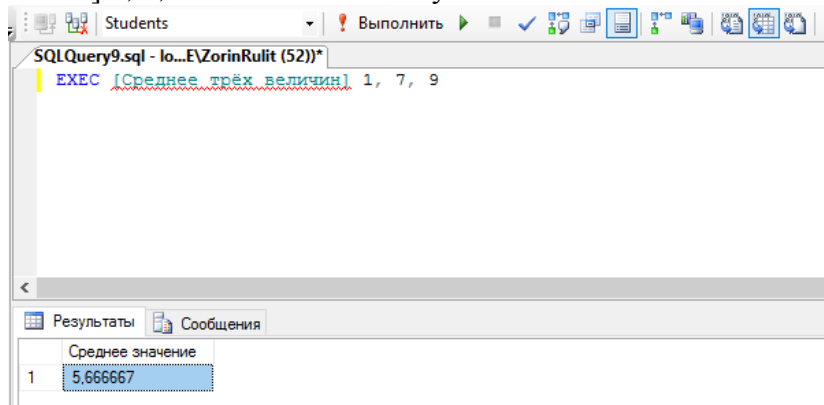 Students Выполнить
SQLQuery9.sql - lo...E\ZorinRulit (52))*
EXEC [Среднее трёх величин] 1, 7, 9
Результаты Сообщения
Среднее значение
1 5,666667